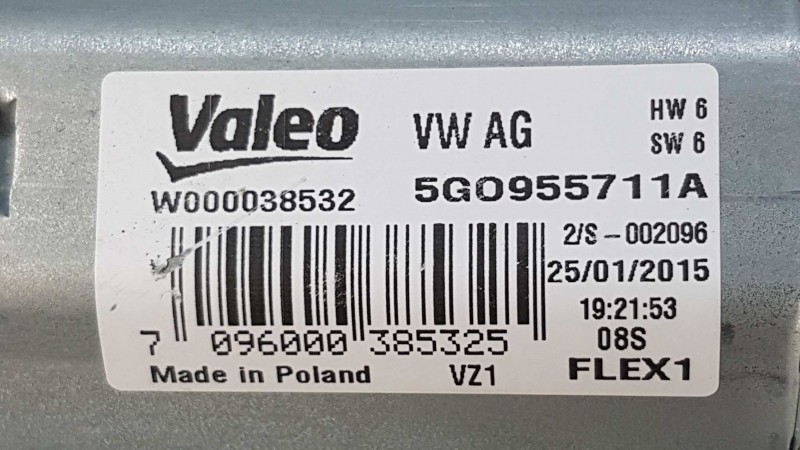 Valeo VW AG HW 6
SW 6
W000038532 5G0955711A
2/S-002096
25/01/2015
19:21:53
7 096000 385325 08S
Made in Poland VZ1 FLEX1